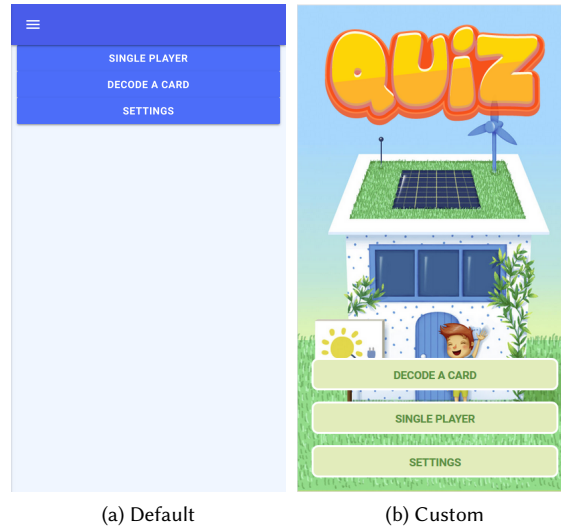 SINGLE PLAYER
DECODE A CARD
SETTINGS
(a) Default
QUiZ
DECODE A CARD
SINGLE PLAYER
SETTINGS
(b) Custom